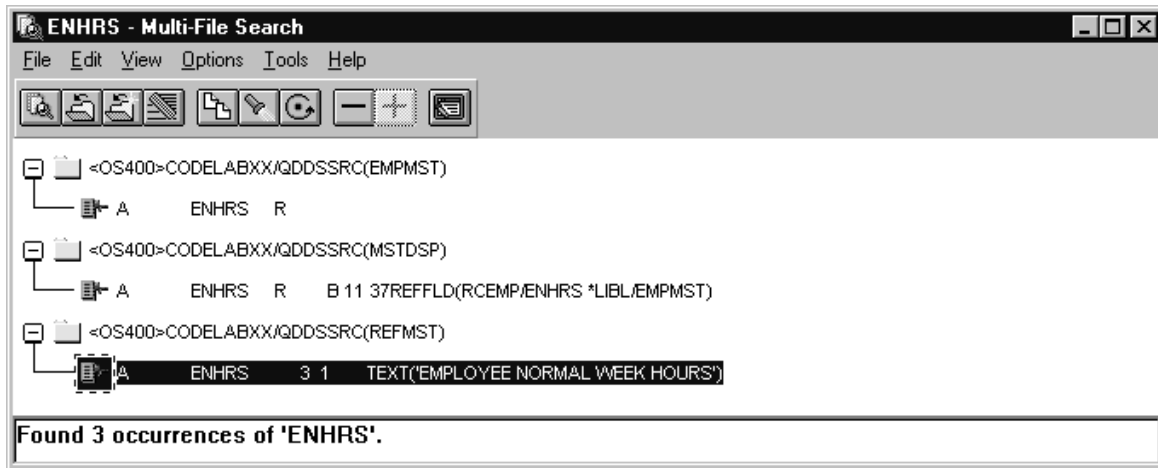 ENHRS - Multi-File Search
File Edit View Options Tools Help
<OS400>CODELABXX/QDDSSRC(EMPMST)
A ENHRS R
<OS400>CODELABXX/QDDSSRC(MSTDSP)
A ENHRS R B 11 37REFFLD(RCEMP/ENHRS *LIBL/EMPMST)
<OS400>CODELABXX/QDDSSRC(REFMST)
A ENHRS 3 1 TEXT('EMPLOYEE NORMAL WEEK HOURS')
Found 3 occurrences of 'ENHRS'.